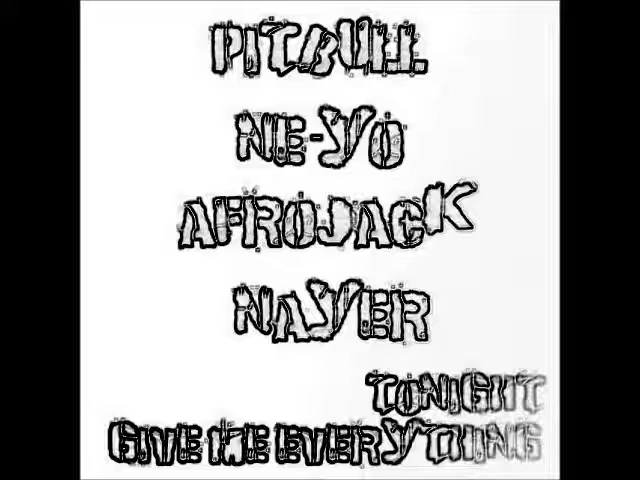 PITBULL
NE-YO
AFROJACK
NAYER
TONIGHT
GIVE ME EVERYTHING